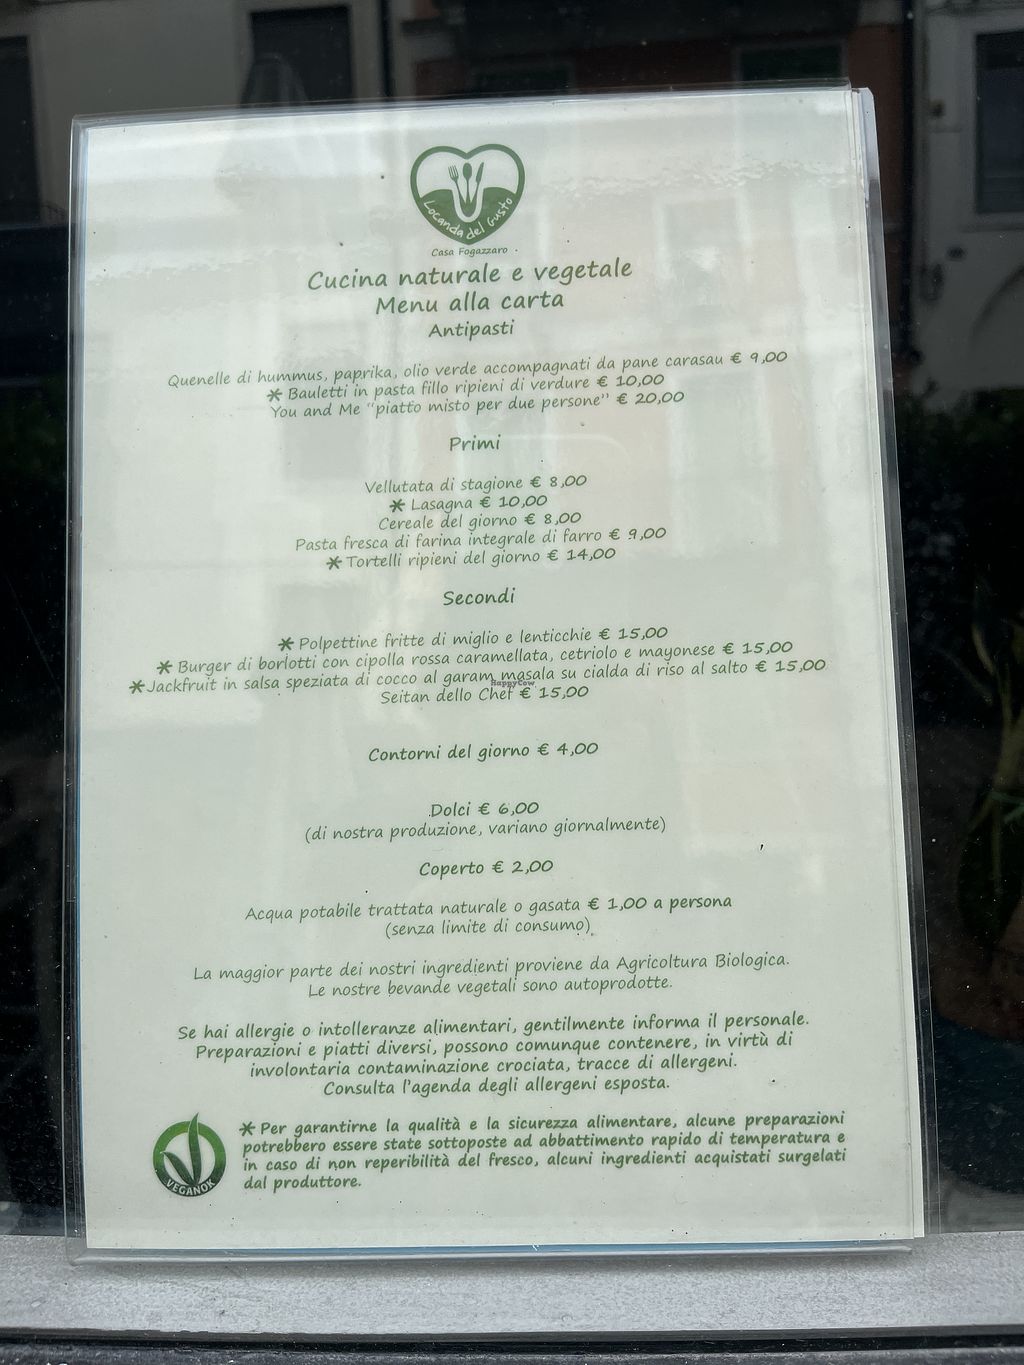 Locanda del Gusto
Casa Fogazzaro
Cucina naturale e vegetale
Menu alla carta
Antipasti
Quenelle di hummus, paprika, olio verde accompagnati da pane carasau € 9,00
* Bauletti in pasta fillo ripieni di verdure € 10,00
You and Me "piatto misto per due persone" € 20,00
Primi
Vellutata di stagione € 8,00
* Lasagna € 10,00
Cereale del giorno € 8,00
Pasta fresca di farina integrale di farro € 9,00
* Tortelli ripieni del giorno € 14,00
Secondi
* Polpettine fritte di miglio e lenticchie € 15,00
* Burger di borlotti con cipolla rossa caramellata, cetriolo e mayonese € 15,00
* Jackfruit in salsa speziata di cocco al garam masala su cialda di riso al salto € 15,00
HappyCow
Seitan dello Chef € 15,00
Contorni del giorno € 4,00
Dolci € 6,00
(di nostra produzione, variano giornalmente)
Coperto € 2,00
Acqua potabile trattata naturale o gasata € 1,00 a persona
(senza limite di consumo)
La maggior parte dei nostri ingredienti proviene da Agricoltura Biologica.
Le nostre bevande vegetali sono autoprodotte.
Se hai allergie o intolleranze alimentari, gentilmente informa il personale.
Preparazioni e piatti diversi, possono comunque contenere, in virtù di
involontaria contaminazione crociata, tracce di allergeni.
Consulta l'agenda degli allergeni esposta.
* Per garantirne la qualità e la sicurezza alimentare, alcune preparazioni
potrebbero essere state sottoposte ad abbattimento rapido di temperatura e
in caso di non reperibilità del fresco, alcuni ingredienti acquistati surgelati
dal produttore.
VEGANOK